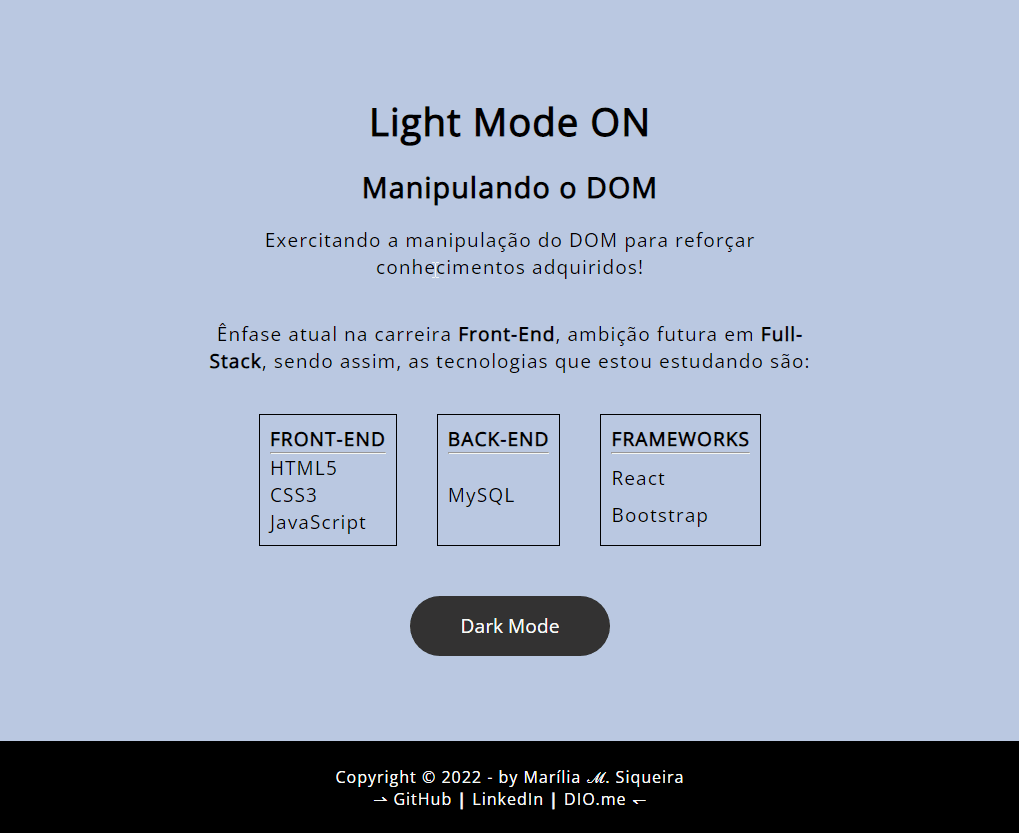 Light Mode ON
Manipulando o DOM
Exercitando a manipulação do DOM para reforçar
conhecimentos adquiridos!
Ênfase atual na carreira Front-End, ambição futura em Full-
Stack, sendo assim, as tecnologias que estou estudando são:
FRONT-END
HTML5
CSS3
JavaScript
BACK-END
MySQL
FRAMEWORKS
React
Bootstrap
Dark Mode
Copyright © 2022 - by Marília ℳ. Siqueira
⇀ GitHub | LinkedIn | DIO.me ↽